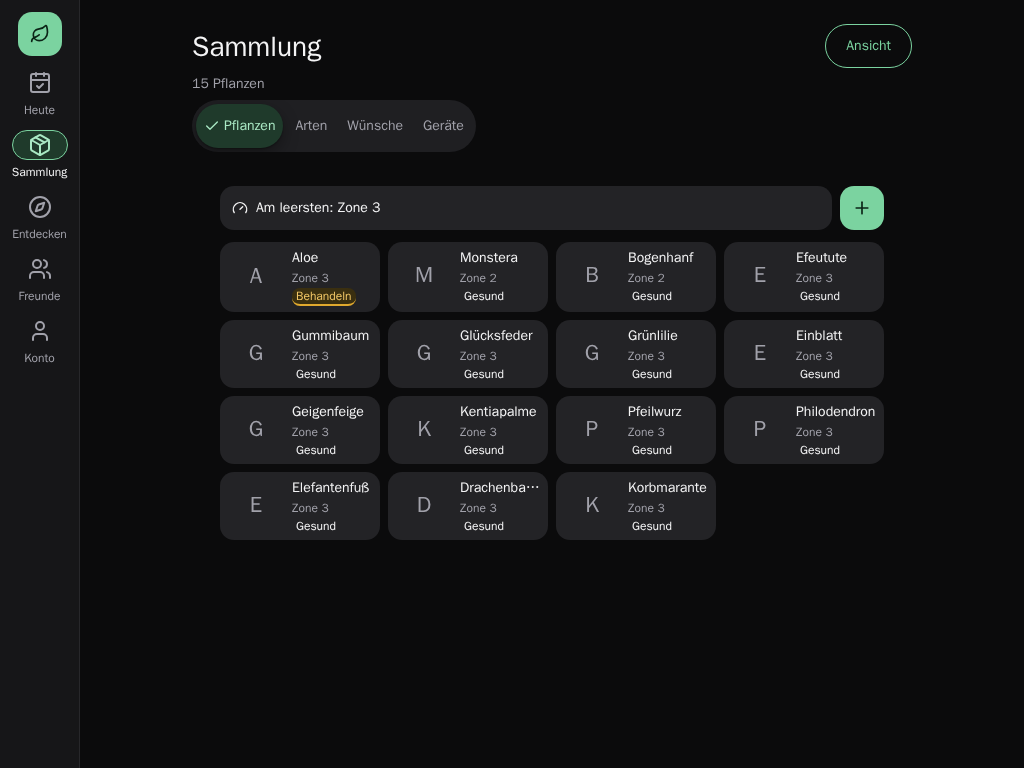 Heute
Sammlung
Entdecken
Freunde
Konto
Sammlung
Ansicht
15 Pflanzen
Pflanzen
Arten
Wünsche
Geräte
Am leersten: Zone 3
A
Aloe
Zone 3
Behandeln
M
Monstera
Zone 2
Gesund
B
Bogenhanf
Zone 2
Gesund
E
Efeutute
Zone 3
Gesund
G
Gummibaum
Zone 3
Gesund
G
Glücksfeder
Zone 3
Gesund
G
Grünlilie
Zone 3
Gesund
E
Einblatt
Zone 3
Gesund
G
Geigenfeige
Zone 3
Gesund
K
Kentiapalme
Zone 3
Gesund
P
Pfeilwurz
Zone 3
Gesund
P
Philodendron
Zone 3
Gesund
E
Elefantenfuß
Zone 3
Gesund
D
Drachenba···
Zone 3
Gesund
K
Korbmarante
Zone 3
Gesund